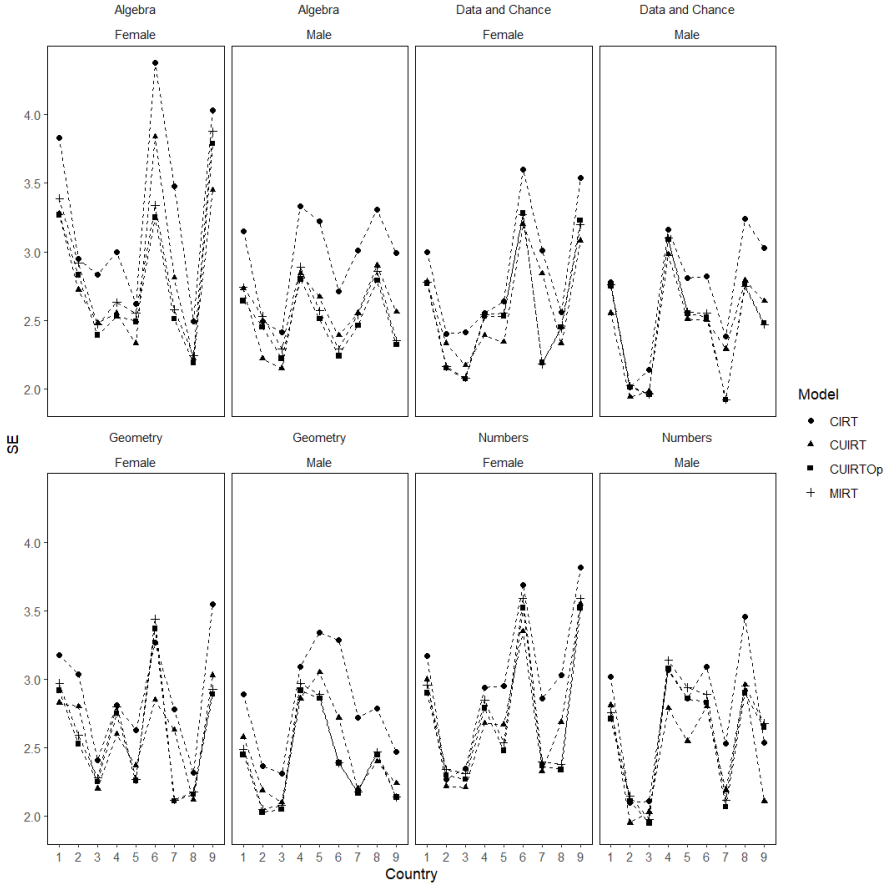 Algebra Algebra Data and Chance Data and Chance
Female Male Female Male
4.0
3.5
3.0
2.5
2.0
SE
Geometry Geometry Numbers Numbers
Female Male Female Male
4.0
3.5
3.0
2.5
2.0
1 2 3 4 5 6 7 8 9 1 2 3 4 5 6 7 8 9 1 2 3 4 5 6 7 8 9 1 2 3 4 5 6 7 8 9
Country
Model
CIRT
CUIRT
CUIRTOp
MIRT